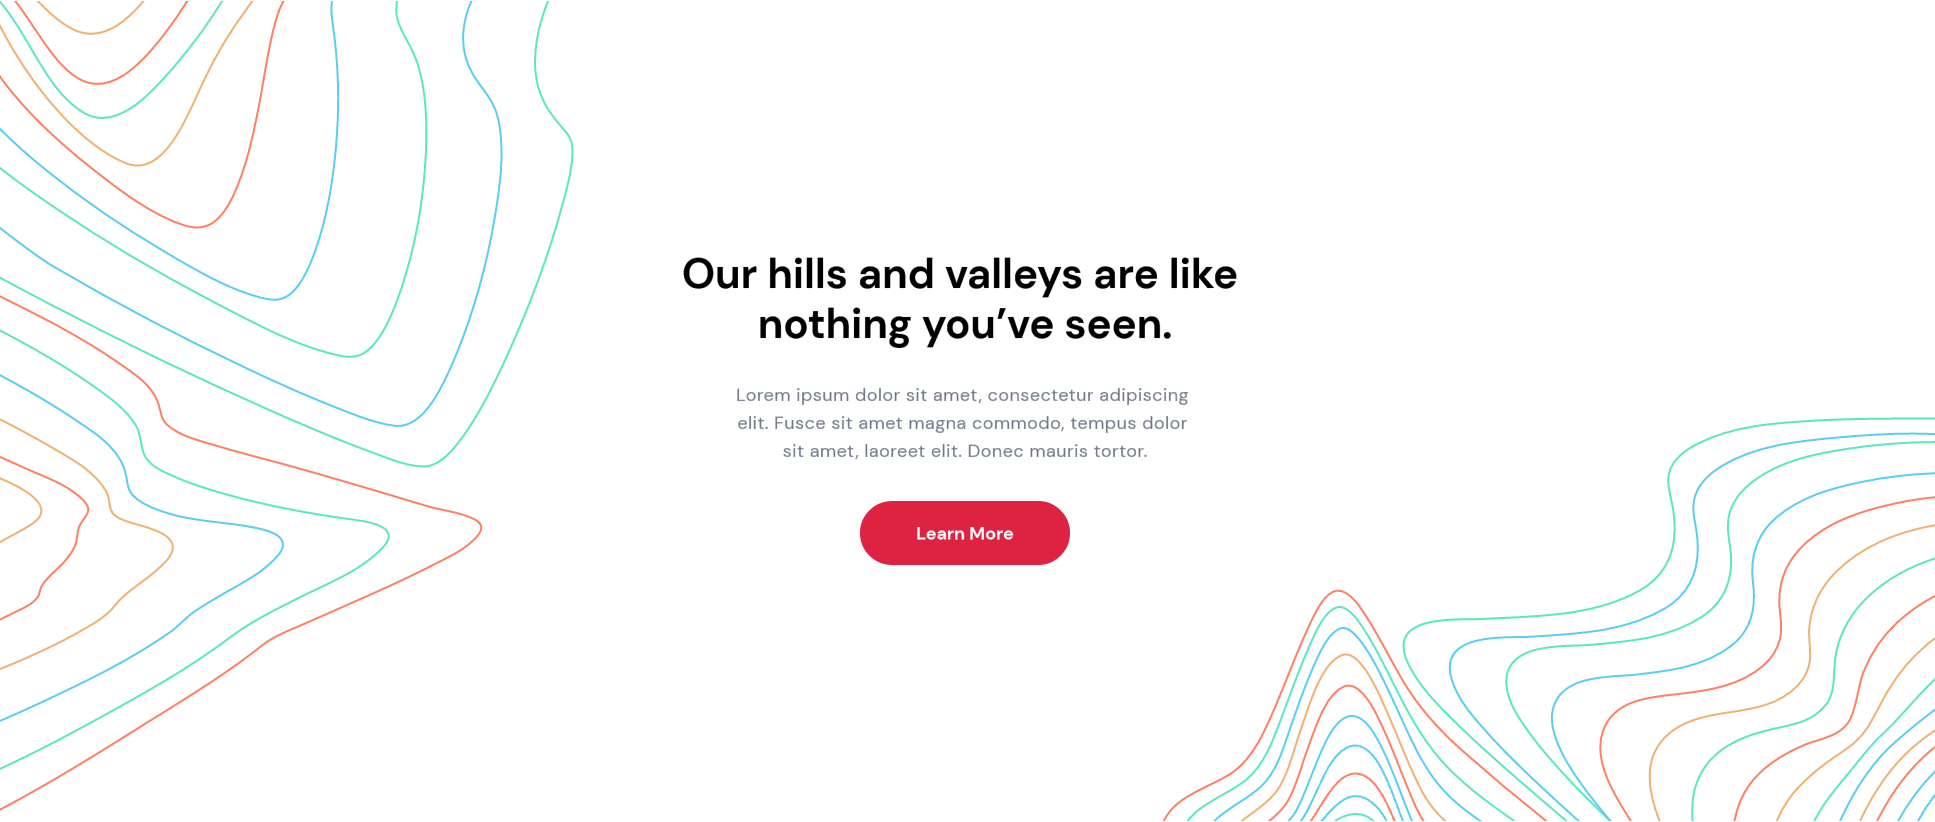 Our hills and valleys are like
nothing you’ve seen.
Lorem ipsum dolor sit amet, consectetur adipiscing
elit. Fusce sit amet magna commodo, tempus dolor
sit amet, laoreet elit. Donec mauris tortor.
Learn More